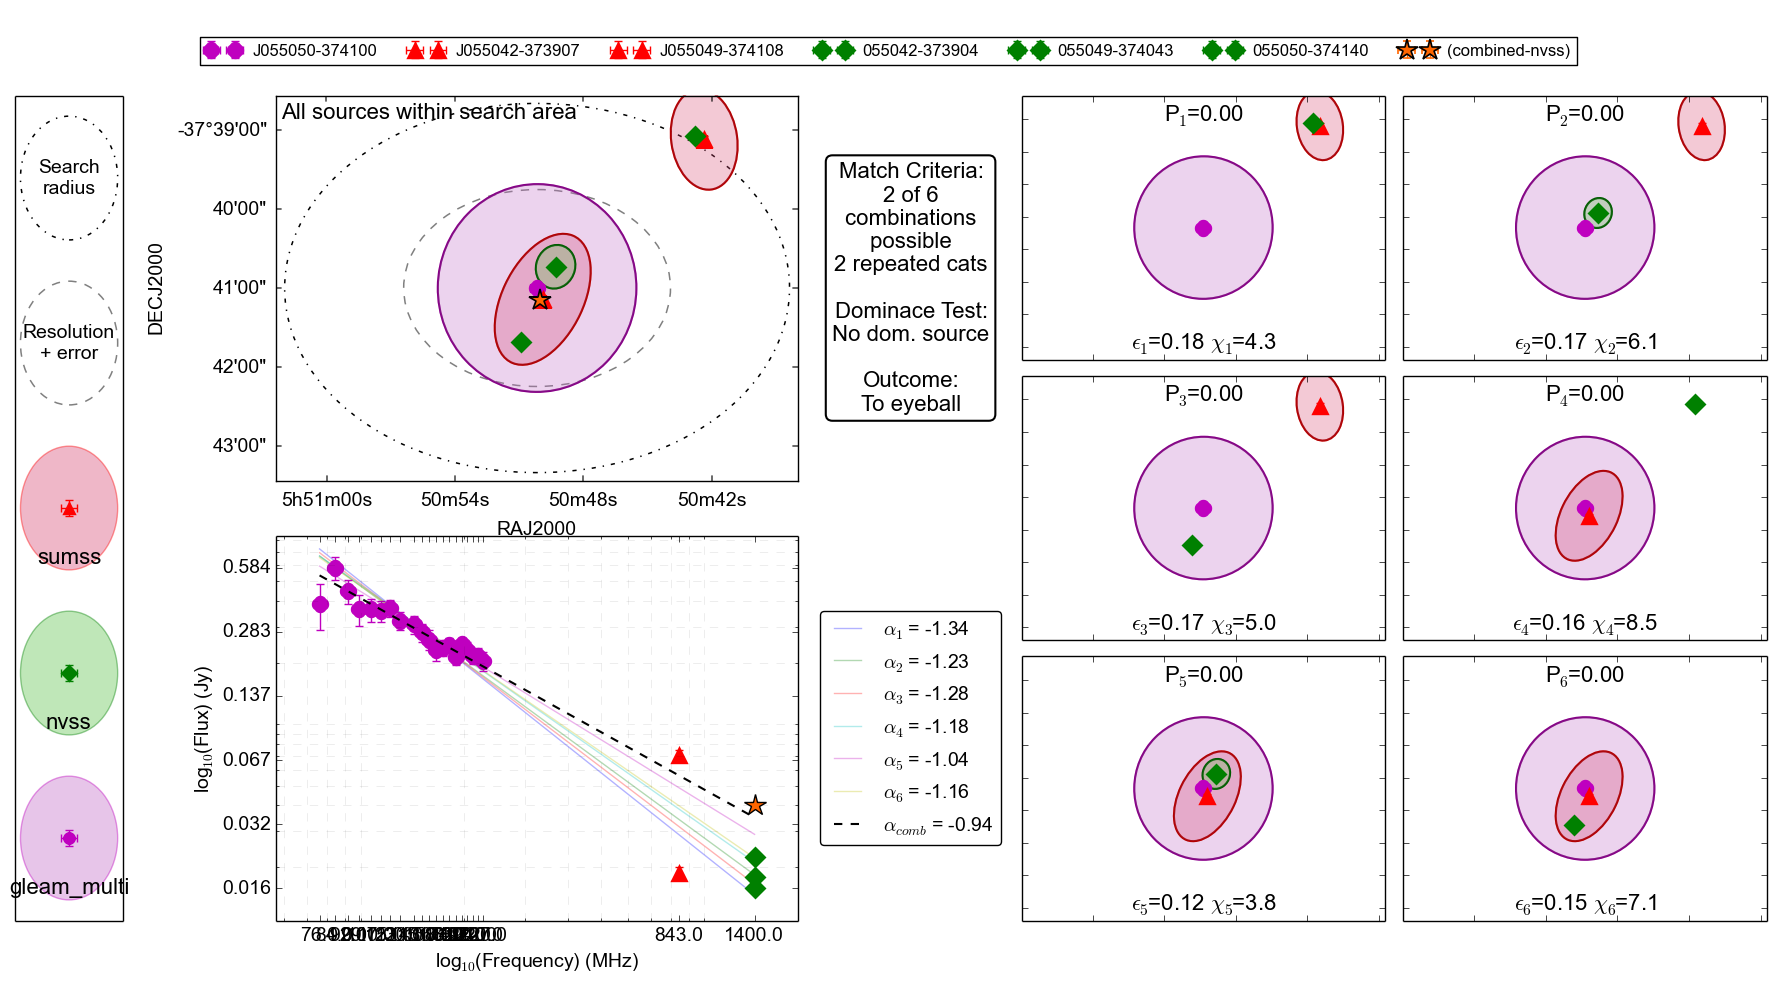 J055050-374100 J055042-373907 J055049-374108 055042-373904 055049-374043 055050-374140 (combined-nvss)
Search
radius
Resolution
+ error
sumss
nvss
gleam_multi
All sources within search area
-37°39'00"
40'00"
41'00"
42'00"
43'00"
DECJ2000
5h51m00s 50m54s 50m48s 50m42s
RAJ2000
0.584
0.283
0.137
0.067
0.032
0.016
log10(Flux) (Jy)
843.0 1400.0
log10(Frequency) (MHz)
Match Criteria:
2 of 6
combinations
possible
2 repeated cats
Dominace Test:
No dom. source
Outcome:
To eyeball
α1 = -1.34
α2 = -1.23
α3 = -1.28
α4 = -1.18
α5 = -1.04
α6 = -1.16
αcomb = -0.94
P1=0.00
ϵ1=0.18 χ1=4.3
P2=0.00
ϵ2=0.17 χ2=6.1
P3=0.00
ϵ3=0.17 χ3=5.0
P4=0.00
ϵ4=0.16 χ4=8.5
P5=0.00
ϵ5=0.12 χ5=3.8
P6=0.00
ϵ6=0.15 χ6=7.1